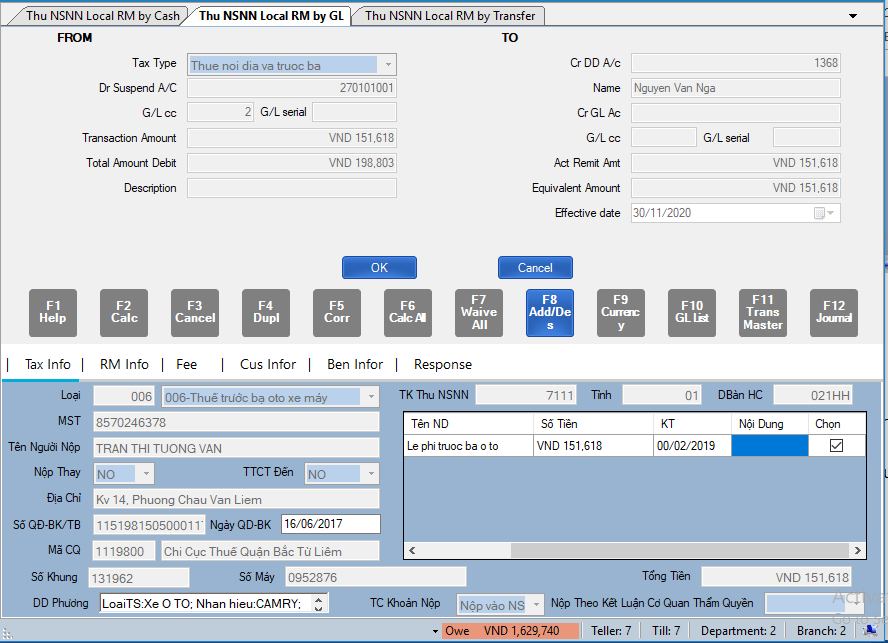 Thu NSNN Local RM by Cash Thu NSNN Local RM by GL Thu NSNN Local RM by Transfer
FROM TO
Tax Type Thue noi dia va truoc ba Cr DD A/c 1368
Dr Suspend A/C 270101001 Name Nguyen Van Nga
G/L cc 2 G/L serial Cr GL Ac
Transaction Amount VND 151,618 G/L cc G/L serial
Total Amount Debit VND 198,803 Act Remit Amt VND 151,618
Description Equivalent Amount VND 151,618
Effective date 30/11/2020
OK Cancel
F1 Help F2 Calc F3 Cancel F4 Dupl F5 Corr F6 Calc All F7 Waive All F8 Add/Des F9 Currency F10 GL List F11 Trans Master F12 Journal
Tax Info RM Info Fee Cus Infor Ben Infor Response
Loại 006 006-Thuế trước bạ oto xe máy TK Thu NSNN 7111 Tỉnh 01 ĐBàn HC 021HH
MST 8570246378 Tên ND Số Tiền KT Nội Dung Chọn
Tên Người Nộp TRAN THI TUONG VAN Le phi truoc ba o to VND 151,618 00/02/2019
Nộp Thay NO TTCT Đến NO
Địa Chỉ Kv 14, Phuong Chau Van Liem
Số QĐ-BK/TB 115198150500011 Ngày QD-BK 16/06/2017
Mã CQ 1119800 Chi Cục Thuế Quận Bắc Từ Liêm
Số Khung 131962 Số Máy 0952876 Tổng Tiền VND 151,618
DD Phương LoaiTS:Xe O TO; Nhan hieu:CAMRY; TC Khoản Nộp Nộp vào NS Nộp Theo Kết Luận Cơ Quan Thẩm Quyền
Owe VND 1,629,740 Teller: 7 Till: 7 Department: 2 Branch: 2